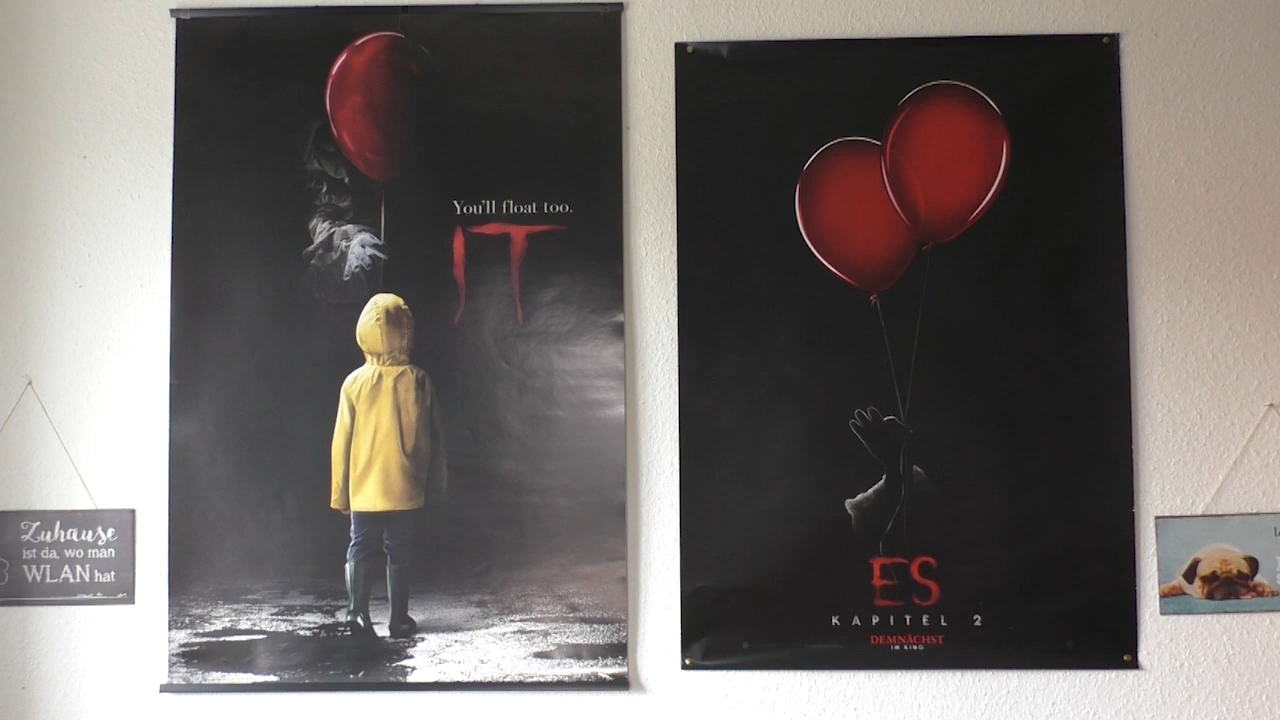 You'll float too.
IT
ES
KAPITEL 2
DEMNÄCHST
IM KINO
Zuhause
ist da, wo man
WLAN hat